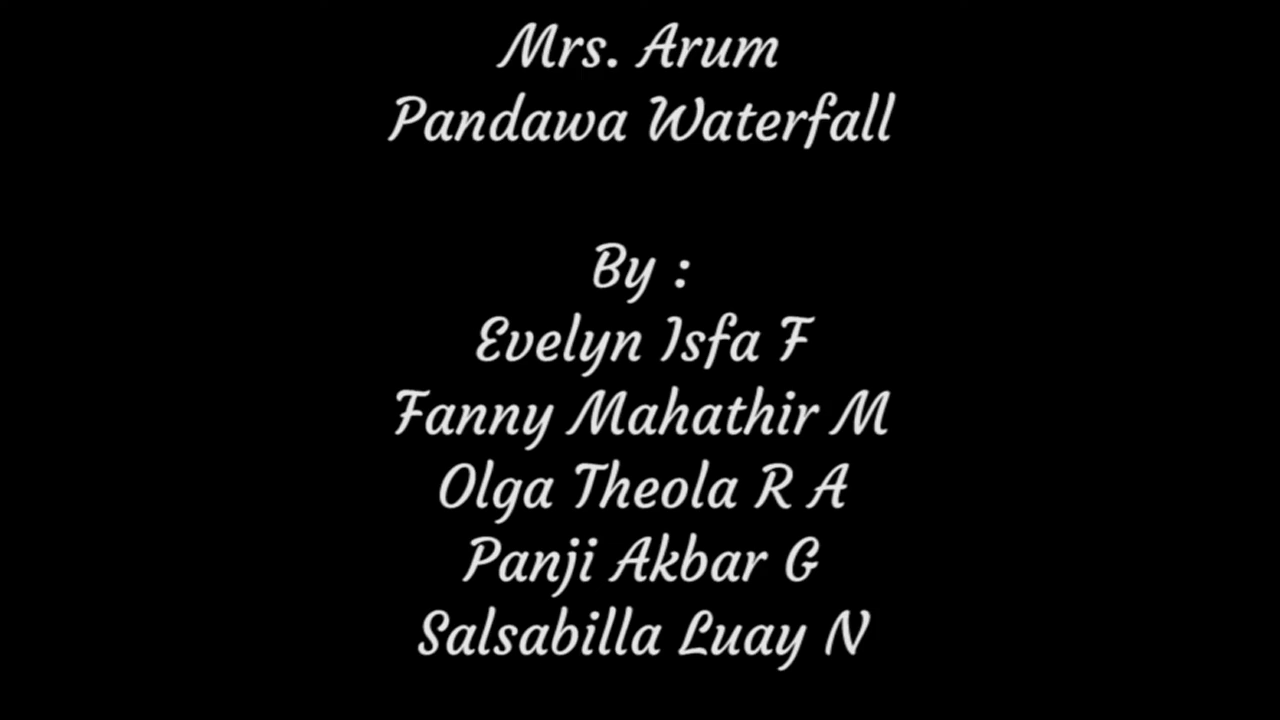 Mrs. Arum
Pandawa Waterfall
By :
Evelyn Isfa F
Fanny Mahathir M
Olga Theola R A
Panji Akbar G
Salsabilla Luay N